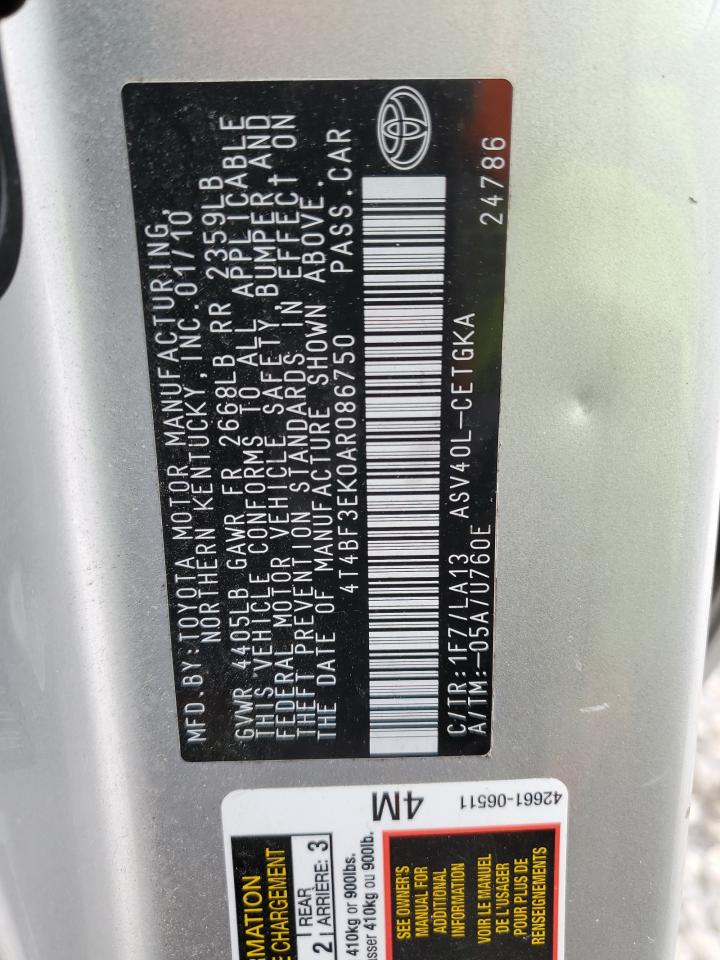 MFD.BY:TOYOTA MOTOR MANUFACTURING,
NORTHERN KENTUCKY, INC.01/10
GVWR 4405LB GAWR FR 2668LB RR 2359LB
THIS VEHICLE CONFORMS TO ALL APPLICABLE
FEDERAL MOTOR VEHICLE SAFETY, BUMPER AND
THEFT PREVENTION STANDARDS IN EFFECT ON
THE DATE OF MANUFACTURE SHOWN ABOVE.
4T4BF3EK0AR086750 PASS.CAR
C/TR:1F7/LA13 ASV40L-CETGKA
A/TM:-05A/U760E 24786
4M
42661-06511
CHARGEMENT
2 REAR
ARRIÈRE: 3
410kg or 900lbs.
410kg ou 900lb.
SEE OWNER'S
MANUAL FOR
ADDITIONAL
INFORMATION
VOIR LE MANUEL
DE L'USAGER
POUR PLUS DE
RENSEIGNEMENTS